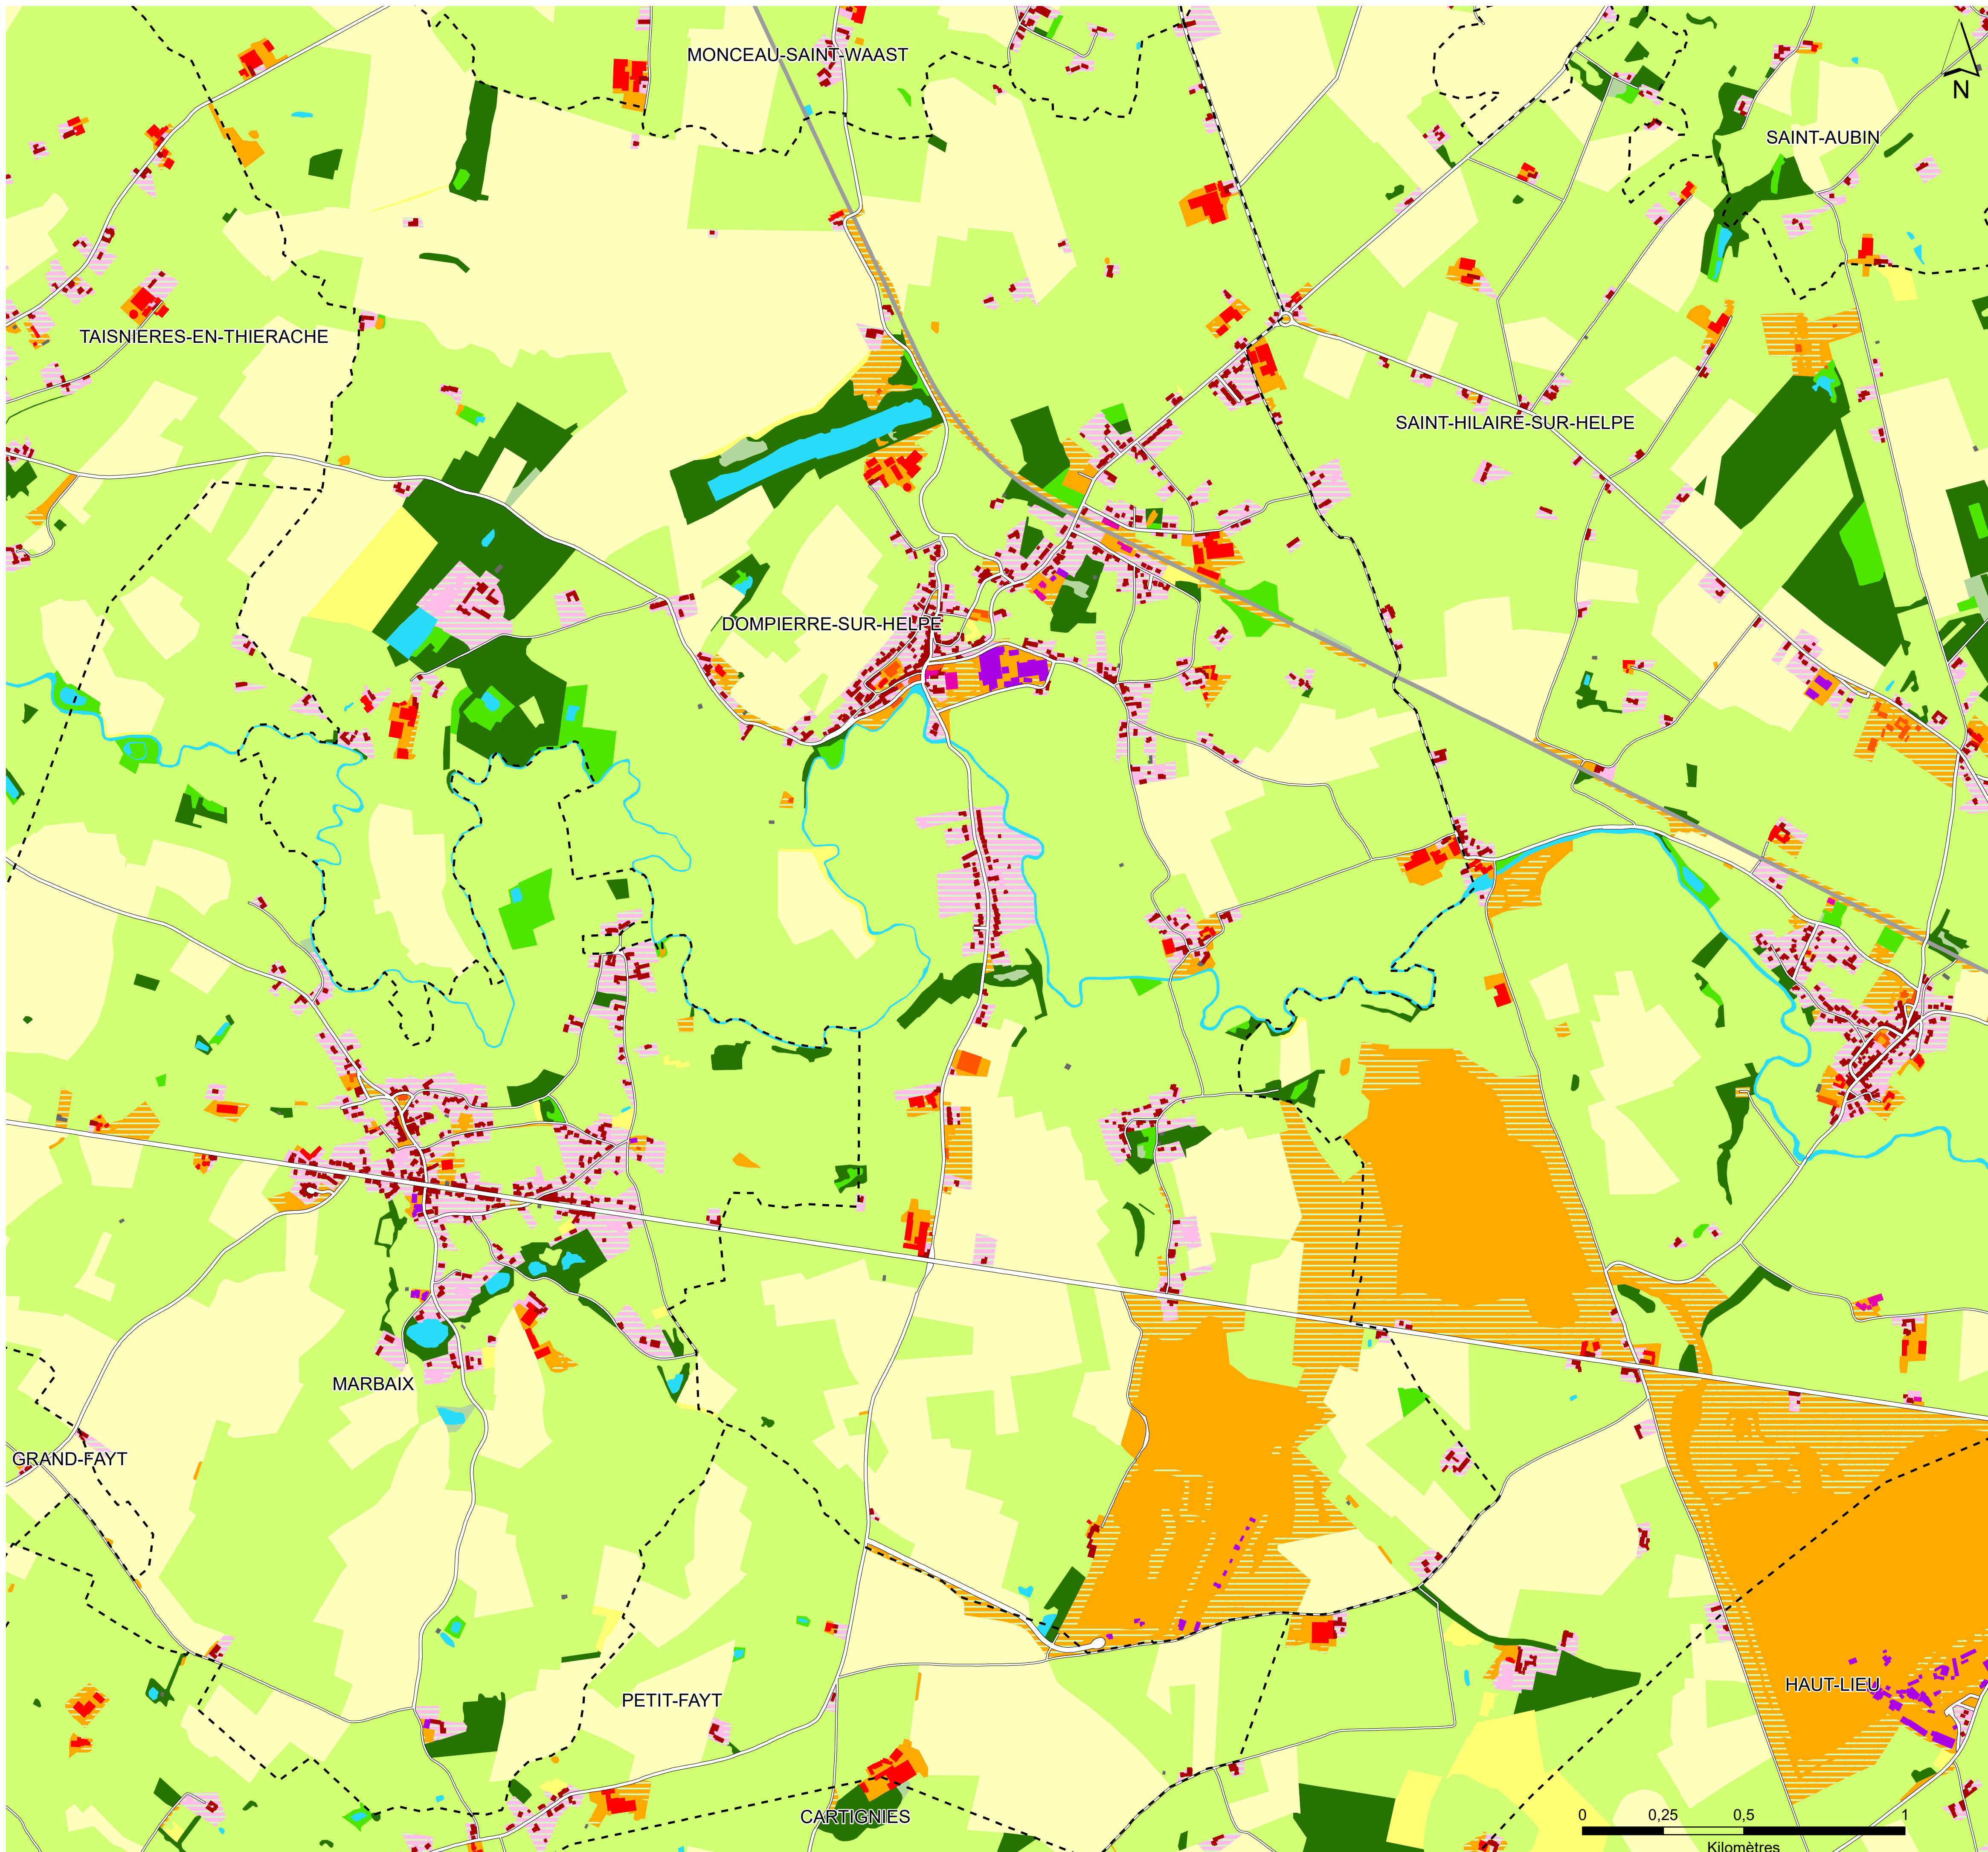 MONCEAU-SAINT-WAAST
N
SAINT-AUBIN
TAISNIERES-EN-THIERACHE
SAINT-HILAIRE-SUR-HELPE
DOMPIERRE-SUR-HELPE
MARBAIX
GRAND-FAYT
HAUT-LIEU
PETIT-FAYT
CARTIGNIES
0 0,25 0,5 1
Kilomètres